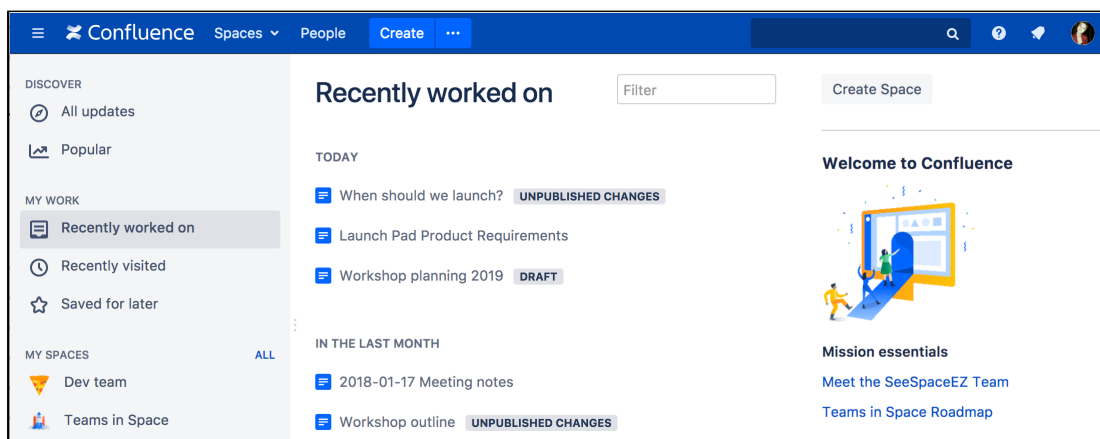 Confluence Spaces People Create ···
DISCOVER
All updates
Popular
MY WORK
Recently worked on
Recently visited
Saved for later
MY SPACES ALL
Dev team
Teams in Space
Recently worked on
Filter
TODAY
When should we launch? UNPUBLISHED CHANGES
Launch Pad Product Requirements
Workshop planning 2019 DRAFT
IN THE LAST MONTH
2018-01-17 Meeting notes
Workshop outline UNPUBLISHED CHANGES
Create Space
Welcome to Confluence
Mission essentials
Meet the SeeSpaceEZ Team
Teams in Space Roadmap